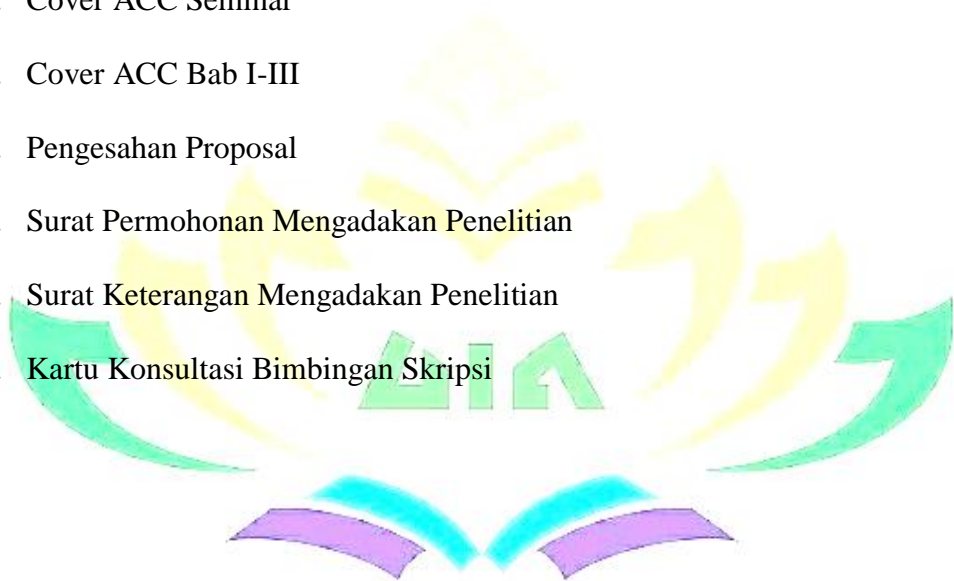 Cover ACC Seminar
Cover ACC Bab I-III
Pengesahan Proposal
Surat Permohonan Mengadakan Penelitian
Surat Keterangan Mengadakan Penelitian
Kartu Konsultasi Bimbingan Skripsi